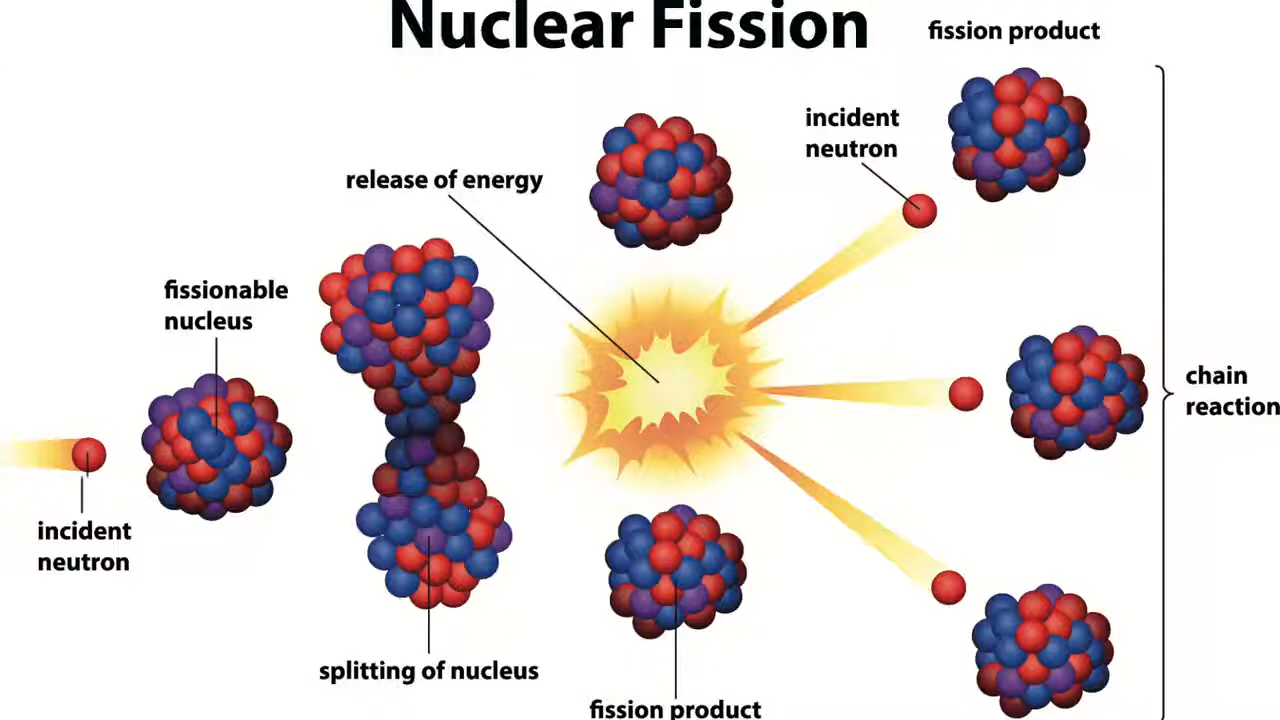 Nuclear Fission
fission product
incident
neutron
release of energy
fissionable
nucleus
chain
reaction
incident
neutron
splitting of nucleus
fission product